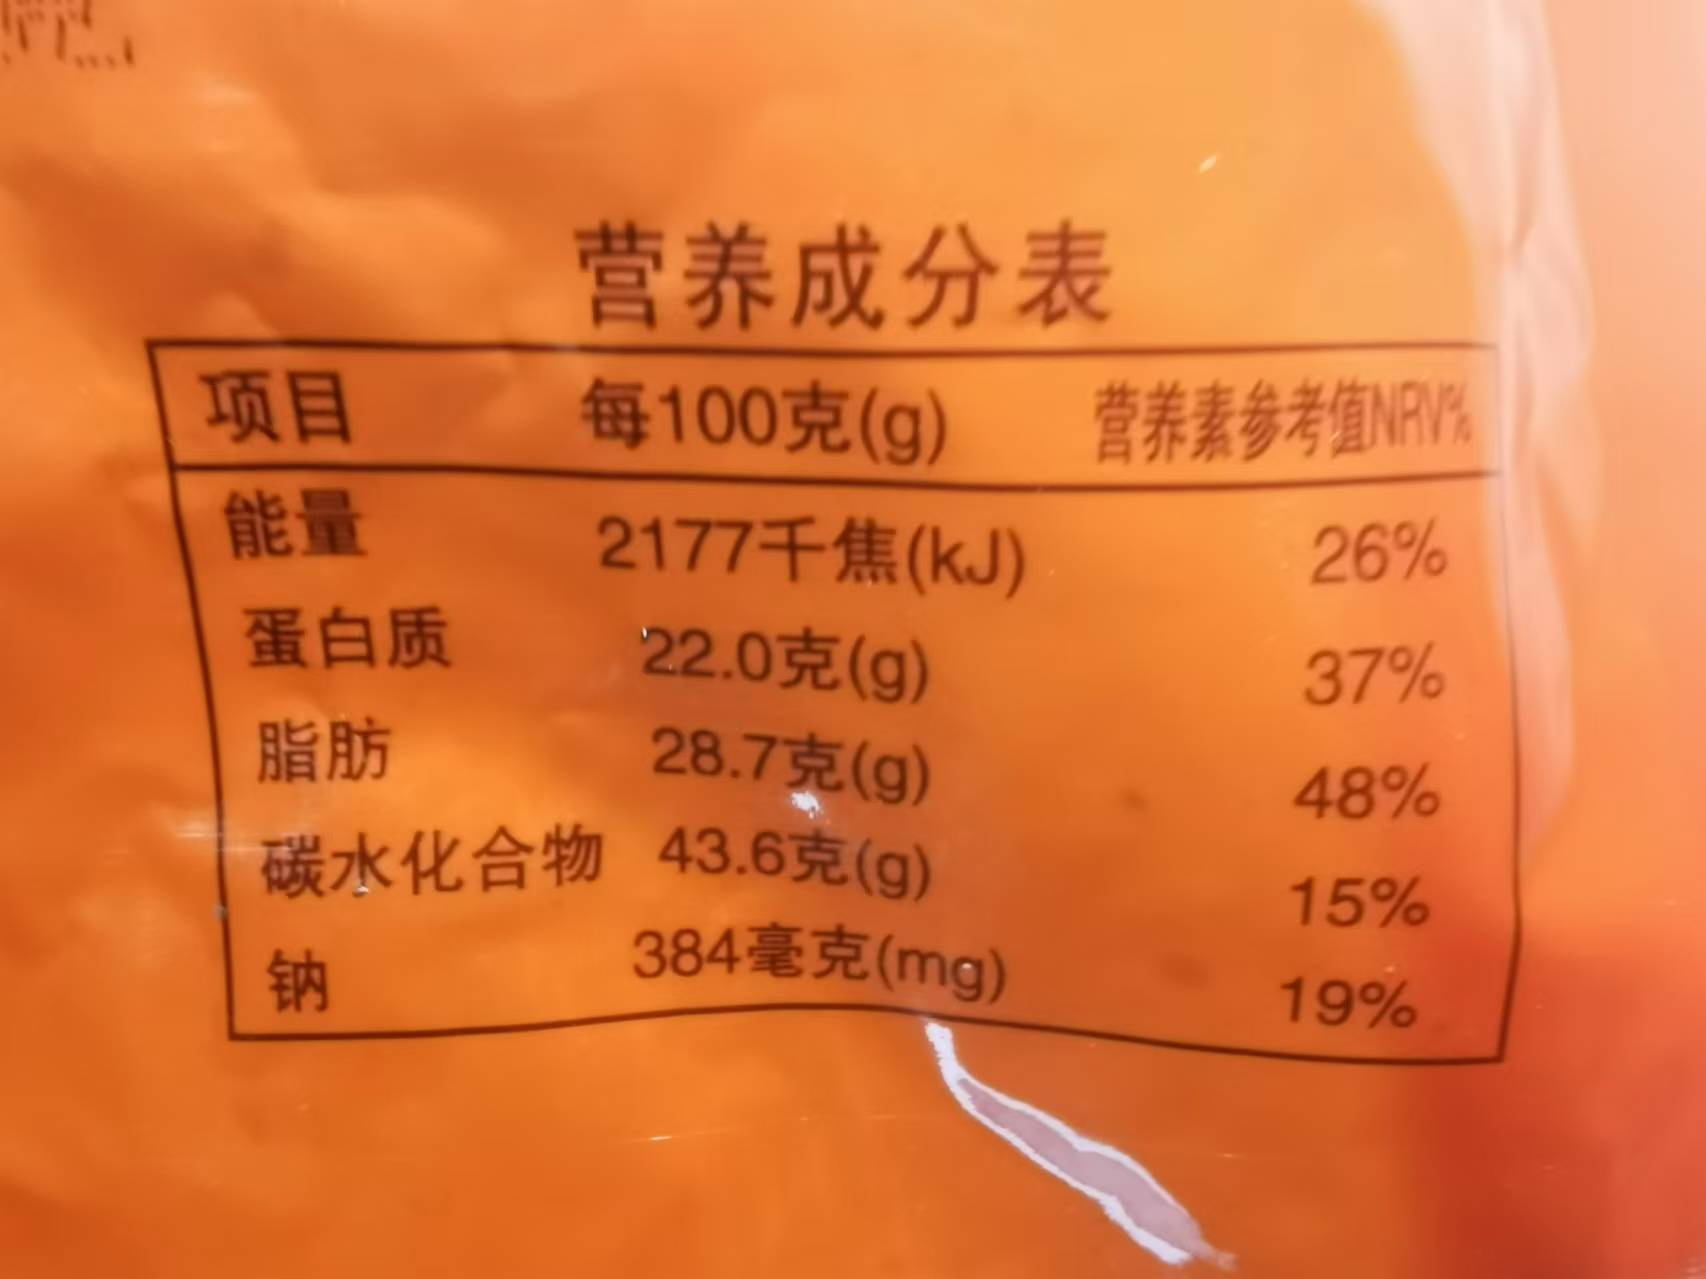 营养成分表
项目 每100克(g) 营养素参考值NRV%
能量 2177千焦(kJ) 26%
蛋白质 22.0克(g) 37%
脂肪 28.7克(g) 48%
碳水化合物 43.6克(g) 15%
钠 384毫克(mg) 19%